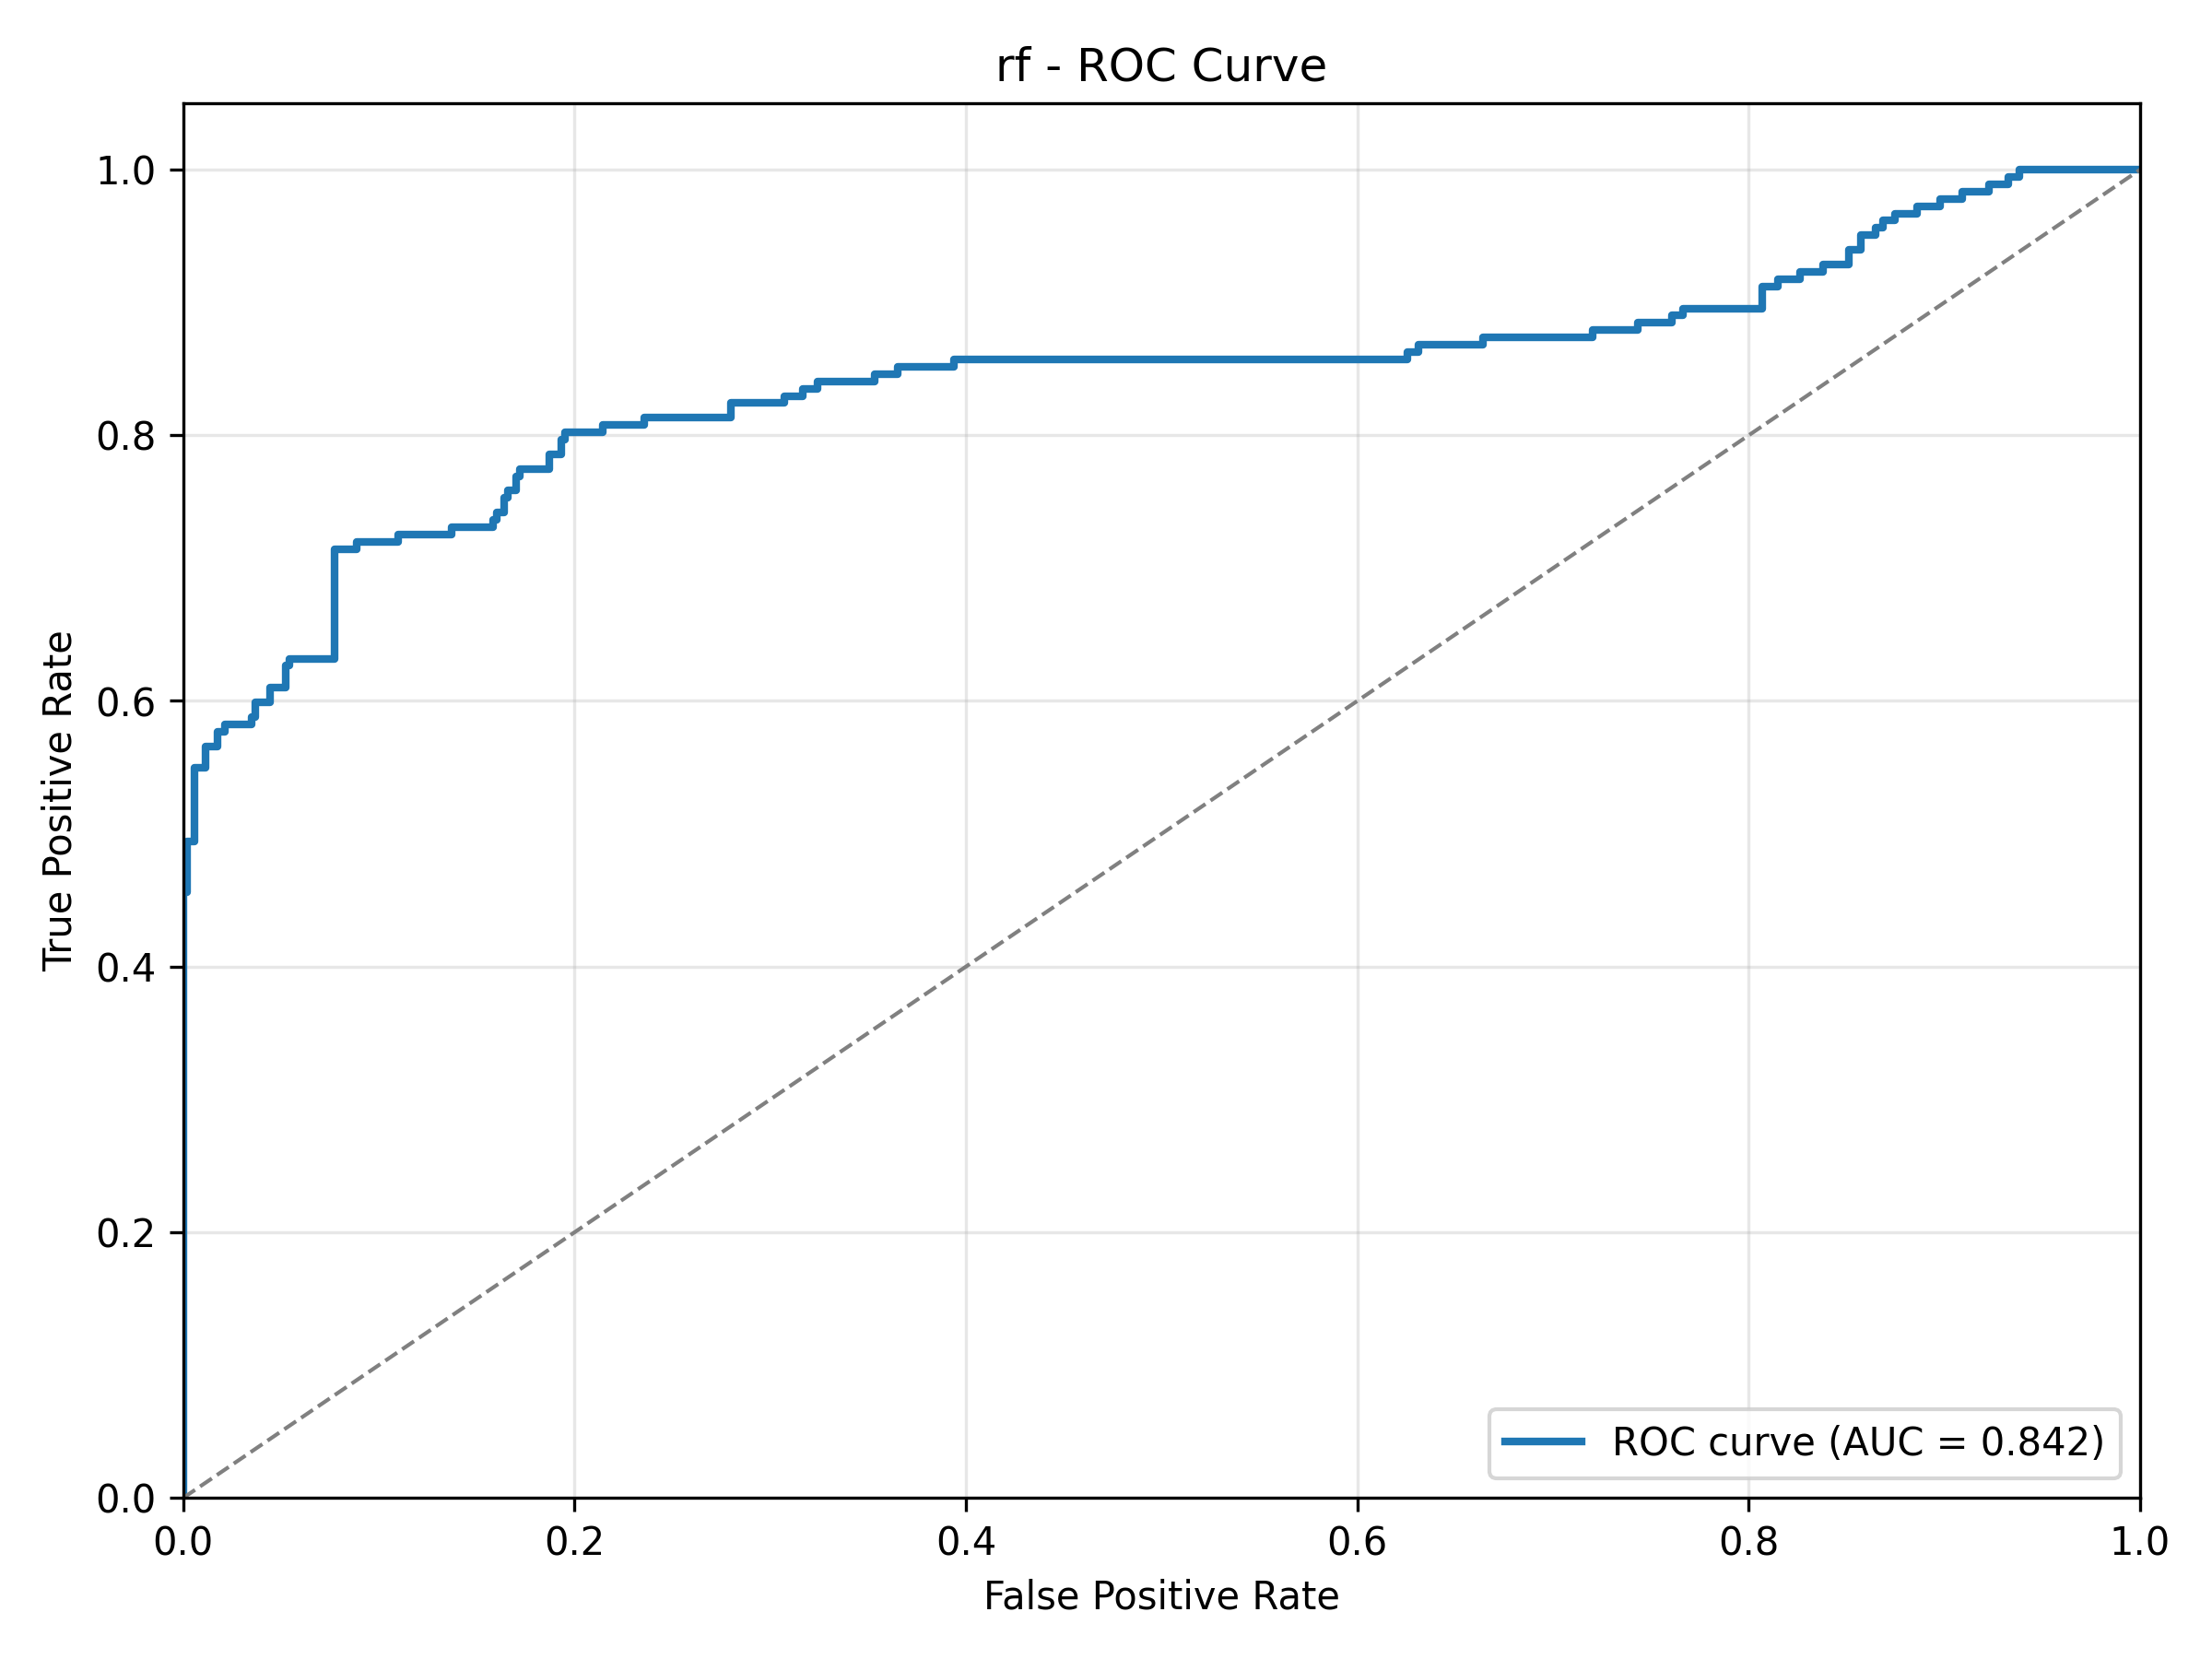 rf - ROC Curve
True Positive Rate
1.0
0.8
0.6
0.4
0.2
0.0
0.0 0.2 0.4 0.6 0.8 1.0
False Positive Rate
ROC curve (AUC = 0.842)